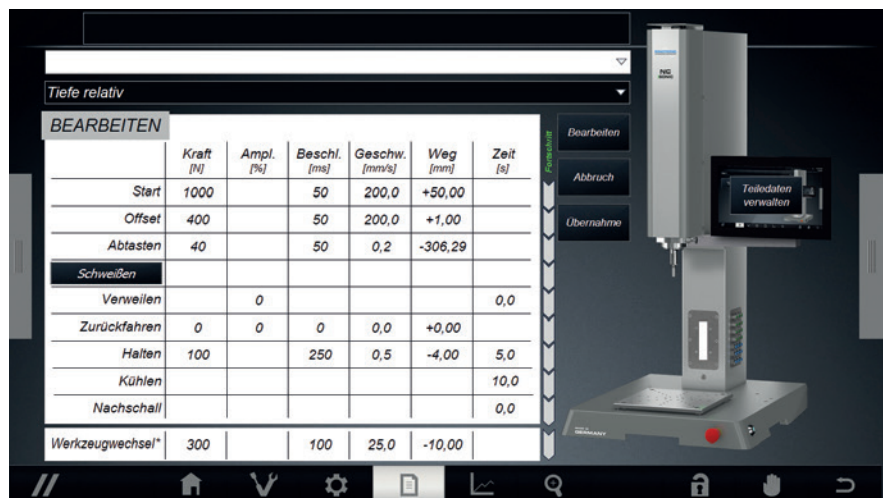 Tiefe relativ
BEARBEITEN
Kraft Ampl. Beschl. Geschw. Weg Zeit
[N] [%] [ms] [mm/s] [mm] [s]
Start 1000 50 200,0 +50,00
Offset 400 50 200,0 +1,00
Abtasten 40 50 0,2 -306,29
Schweißen
Verweilen 0 0,0
Zurückfahren 0 0 0 0,0 +0,00
Halten 100 250 0,5 -4,00 5,0
Kühlen 10,0
Nachschall 0,0
Werkzeugwechsel* 300 100 25,0 -10,00
Fortschritt
Bearbeiten
Abbruch
Übernahme
Teiledaten
verwalten
GERMANY